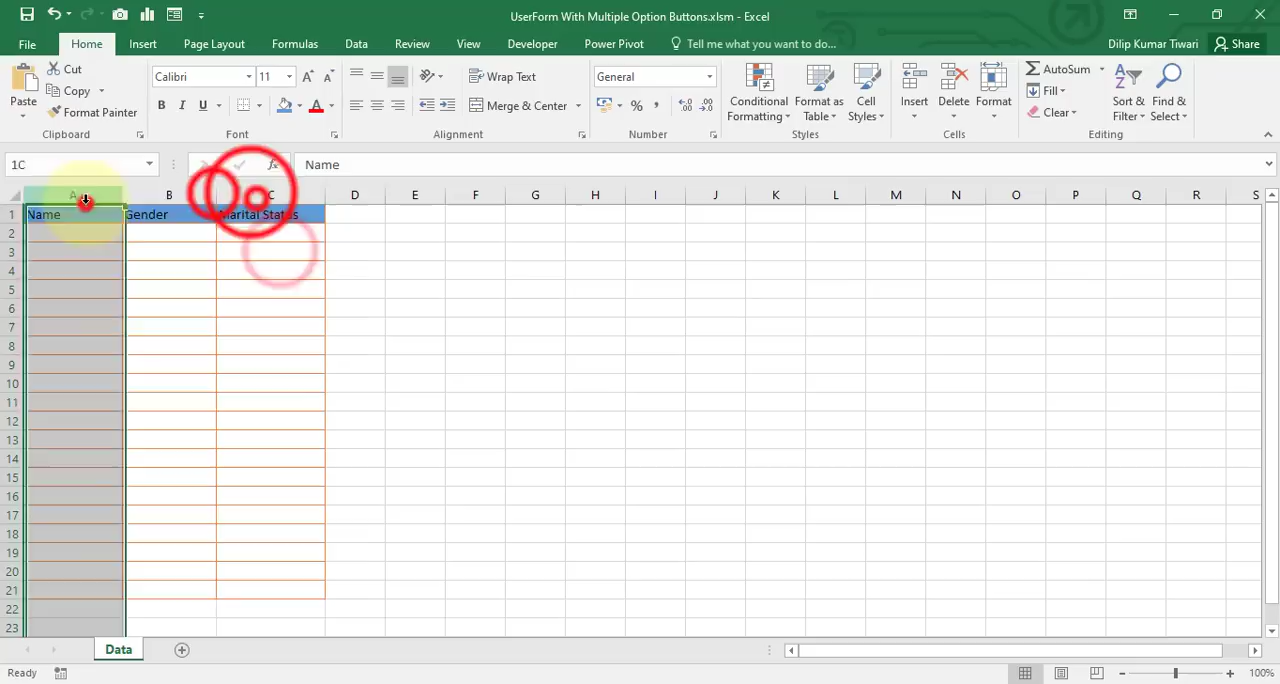 UserForm With Multiple Option Buttons.xlsm - Excel
File Home Insert Page Layout Formulas Data Review View Developer Power Pivot Tell me what you want to do... Dilip Kumar Tiwari Share
Paste
Cut
Copy
Format Painter
Clipboard
Calibri 11
B I U
Font
Wrap Text
Merge & Center
Alignment
General
%
Number
Conditional Formatting
Format as Table
Cell Styles
Styles
Insert
Delete
Format
Cells
AutoSum
Fill
Clear
Sort & Filter
Find & Select
Editing
1C fx Name
A B C D E F G H I J K L M N O P Q R S
1 Name Gender Marital Status
2
3
4
5
6
7
8
9
10
11
12
13
14
15
16
17
18
19
20
21
22
23
Data
Ready 100%